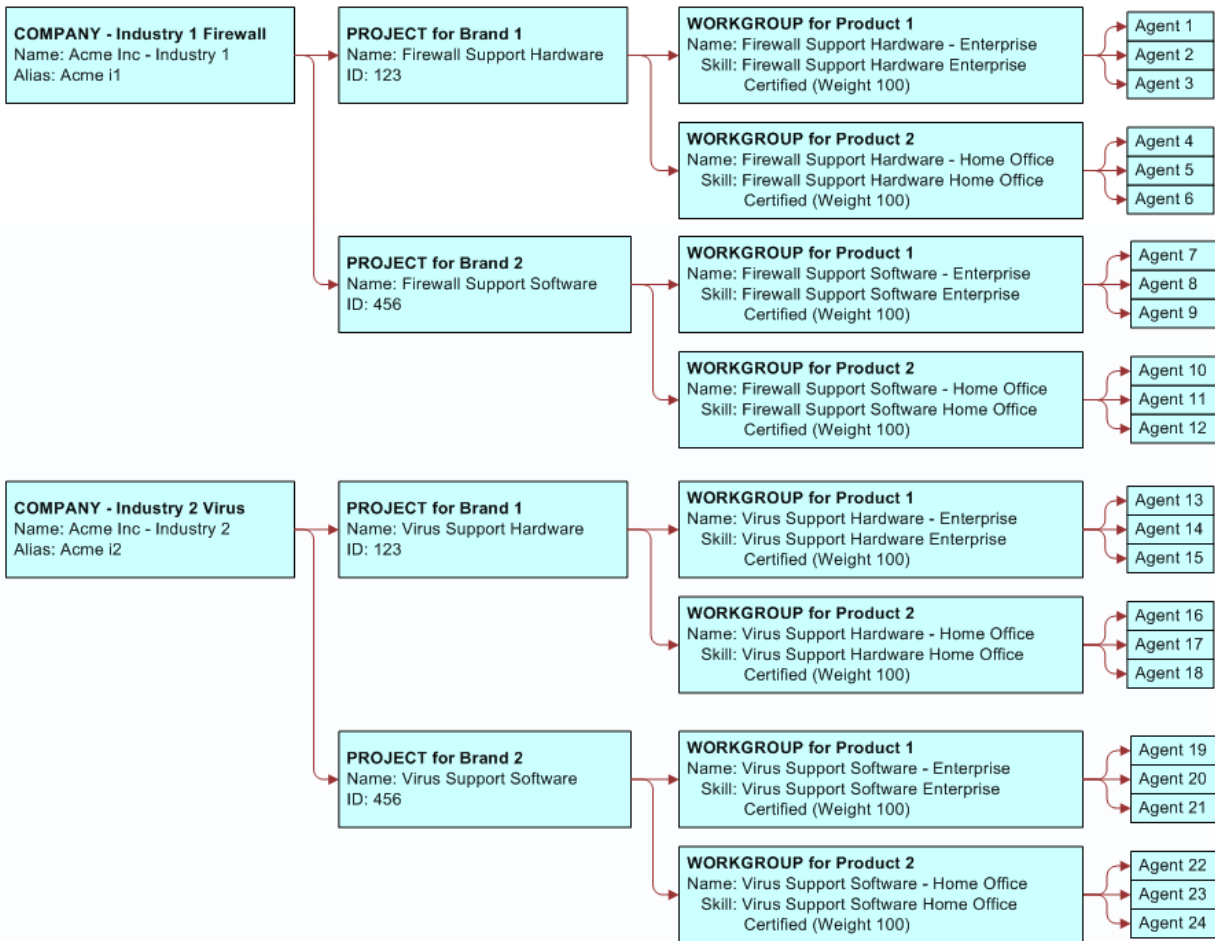 COMPANY - Industry 1 Firewall
Name: Acme Inc - Industry 1
Alias: Acme i1
PROJECT for Brand 1
Name: Firewall Support Hardware
ID: 123
WORKGROUP for Product 1
Name: Firewall Support Hardware - Enterprise
Skill: Firewall Support Hardware Enterprise
Certified (Weight 100)
Agent 1
Agent 2
Agent 3
WORKGROUP for Product 2
Name: Firewall Support Hardware - Home Office
Skill: Firewall Support Hardware Home Office
Certified (Weight 100)
Agent 4
Agent 5
Agent 6
PROJECT for Brand 2
Name: Firewall Support Software
ID: 456
WORKGROUP for Product 1
Name: Firewall Support Software - Enterprise
Skill: Firewall Support Software Enterprise
Certified (Weight 100)
Agent 7
Agent 8
Agent 9
WORKGROUP for Product 2
Name: Firewall Support Software - Home Office
Skill: Firewall Support Software Home Office
Certified (Weight 100)
Agent 10
Agent 11
Agent 12
COMPANY - Industry 2 Virus
Name: Acme Inc - Industry 2
Alias: Acme i2
PROJECT for Brand 1
Name: Virus Support Hardware
ID: 123
WORKGROUP for Product 1
Name: Virus Support Hardware - Enterprise
Skill: Virus Support Hardware Enterprise
Certified (Weight 100)
Agent 13
Agent 14
Agent 15
WORKGROUP for Product 2
Name: Virus Support Hardware - Home Office
Skill: Virus Support Hardware Home Office
Certified (Weight 100)
Agent 16
Agent 17
Agent 18
PROJECT for Brand 2
Name: Virus Support Software
ID: 456
WORKGROUP for Product 1
Name: Virus Support Software - Enterprise
Skill: Virus Support Software Enterprise
Certified (Weight 100)
Agent 19
Agent 20
Agent 21
WORKGROUP for Product 2
Name: Virus Support Software - Home Office
Skill: Virus Support Software Home Office
Certified (Weight 100)
Agent 22
Agent 23
Agent 24